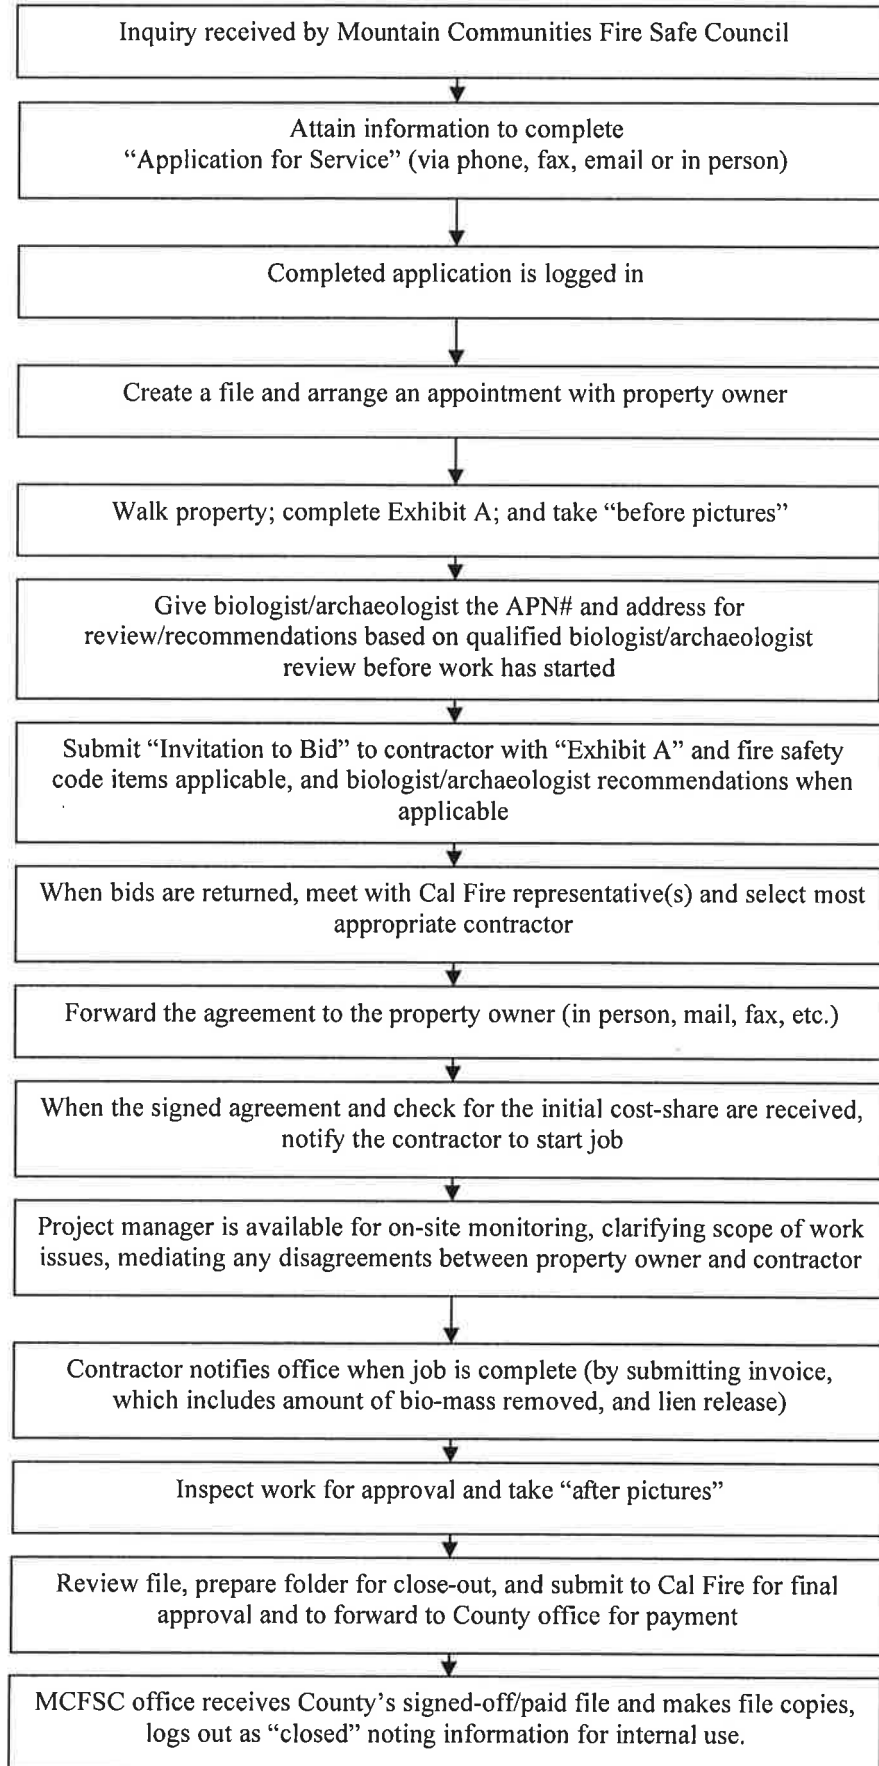 Inquiry received by Mountain Communities Fire Safe Council
Attain information to complete
“Application for Service” (via phone, fax, email or in person)
Completed application is logged in
Create a file and arrange an appointment with property owner
Walk property; complete Exhibit A; and take “before pictures”
Give biologist/archaeologist the APN# and address for
review/recommendations based on qualified biologist/archaeologist
review before work has started
Submit “Invitation to Bid” to contractor with “Exhibit A” and fire safety
code items applicable, and biologist/archaeologist recommendations when
applicable
When bids are returned, meet with Cal Fire representative(s) and select most
appropriate contractor
Forward the agreement to the property owner (in person, mail, fax, etc.)
When the signed agreement and check for the initial cost-share are received,
notify the contractor to start job
Project manager is available for on-site monitoring, clarifying scope of work
issues, mediating any disagreements between property owner and contractor
Contractor notifies office when job is complete (by submitting invoice,
which includes amount of bio-mass removed, and lien release)
Inspect work for approval and take “after pictures”
Review file, prepare folder for close-out, and submit to Cal Fire for final
approval and to forward to County office for payment
MCFSC office receives County’s signed-off/paid file and makes file copies,
logs out as “closed” noting information for internal use.